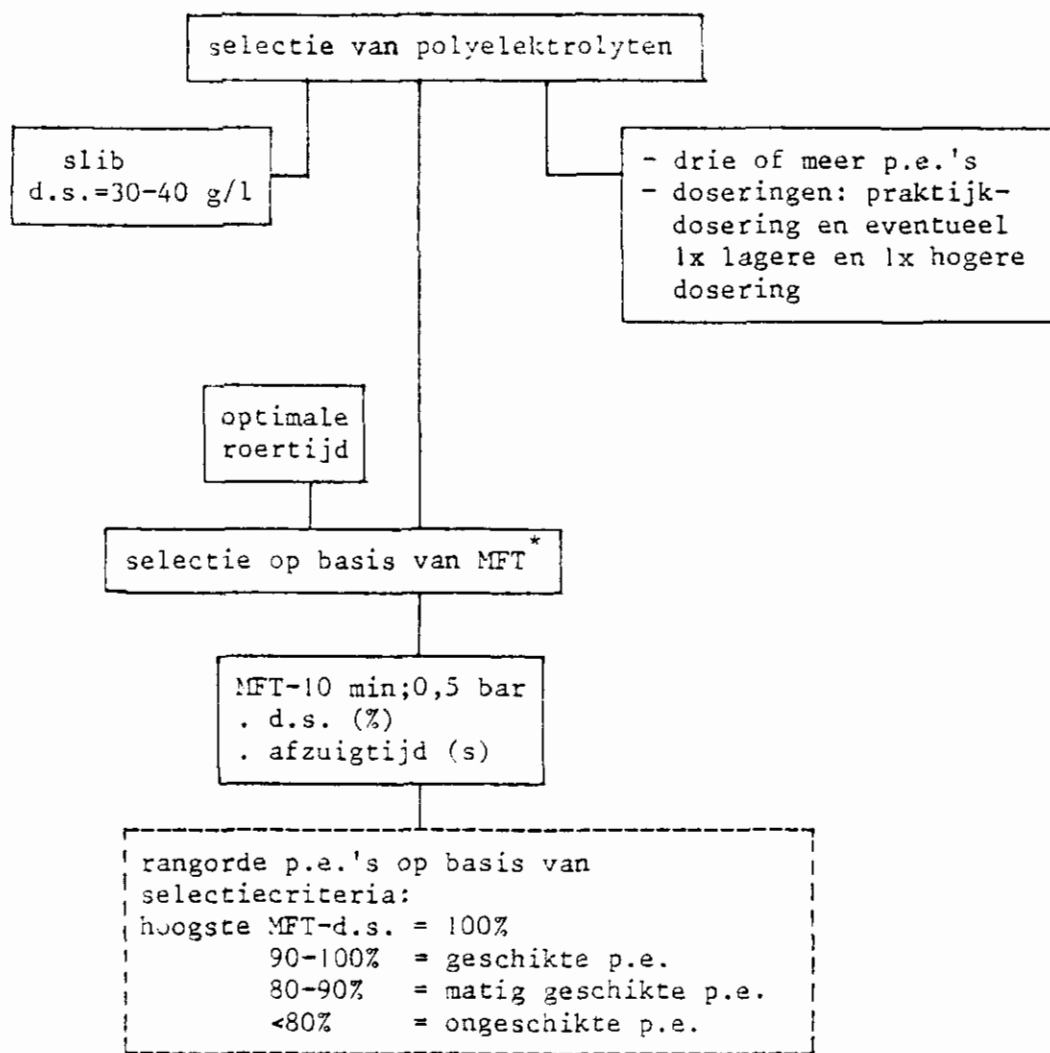 selectie van polyelektrolyten
slib
d.s.=30-40 g/l
- drie of meer p.e.'s
- doseringen: praktijk-
dosering en eventueel
1x lagere en 1x hogere
dosering
optimale
roertijd
selectie op basis van MFT*
MFT-10 min;0,5 bar
. d.s. (%)
. afzuigtijd (s)
rangorde p.e.'s op basis van
selectiecriteria:
hoogste MFT-d.s. = 100%
90-100% = geschikte p.e.
80-90% = matig geschikte p.e.
<80% = ongeschikte p.e.